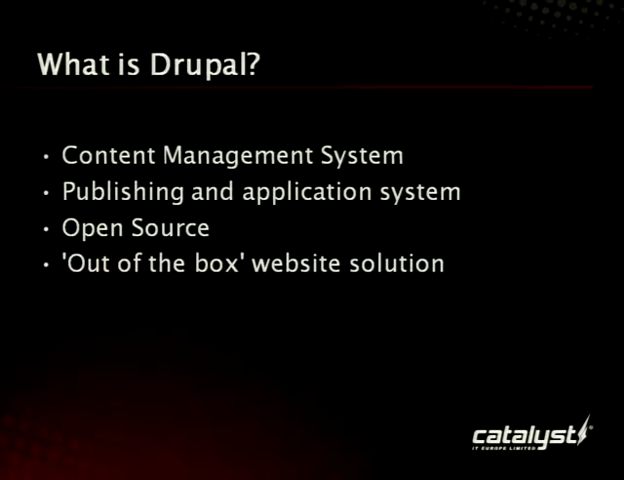 What is Drupal?
• Content Management System
• Publishing and application system
• Open Source
• 'Out of the box' website solution
catalyst
IT EUROPE LIMITED